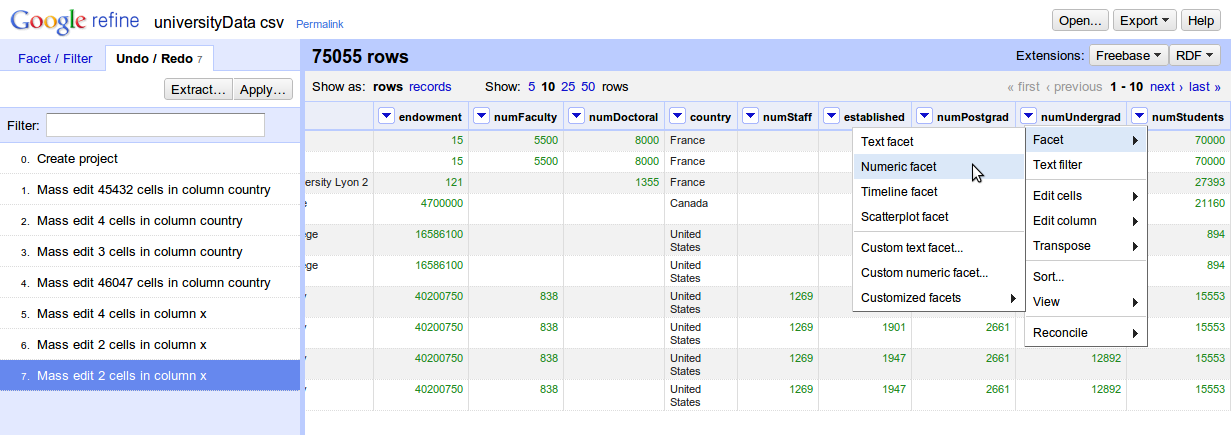 Google refine universityData csv Permalink Open... Export Help
Facet / Filter Undo / Redo 7
75055 rows Extensions: Freebase RDF
Extract... Apply...
Show as: rows records Show: 5 10 25 50 rows « first ‹ previous 1 - 10 next › last »
Filter:
0. Create project
1. Mass edit 45432 cells in column country
2. Mass edit 4 cells in column country
3. Mass edit 3 cells in column country
4. Mass edit 46047 cells in column country
5. Mass edit 4 cells in column x
6. Mass edit 2 cells in column x
7. Mass edit 2 cells in column x
endowment numFaculty numDoctoral country numStaff established numPostgrad numUndergrad numStudents
15 5500 8000 France 70000
15 5500 8000 France 70000
ersity Lyon 2 121 1355 France 27393
4700000 Canada 21160
ge 16586100 United
States 894
ge 16586100 United
States 894
40200750 838 United
States 1269 15553
40200750 838 United
States 1269 1901 2661 15553
40200750 838 United
States 1269 1947 2661 12892 15553
40200750 838 United
States 1269 1947 2661 12892 15553
Text facet
Numeric facet
Timeline facet
Scatterplot facet
Custom text facet...
Custom numeric facet...
Customized facets
Facet
Text filter
Edit cells
Edit column
Transpose
Sort...
View
Reconcile